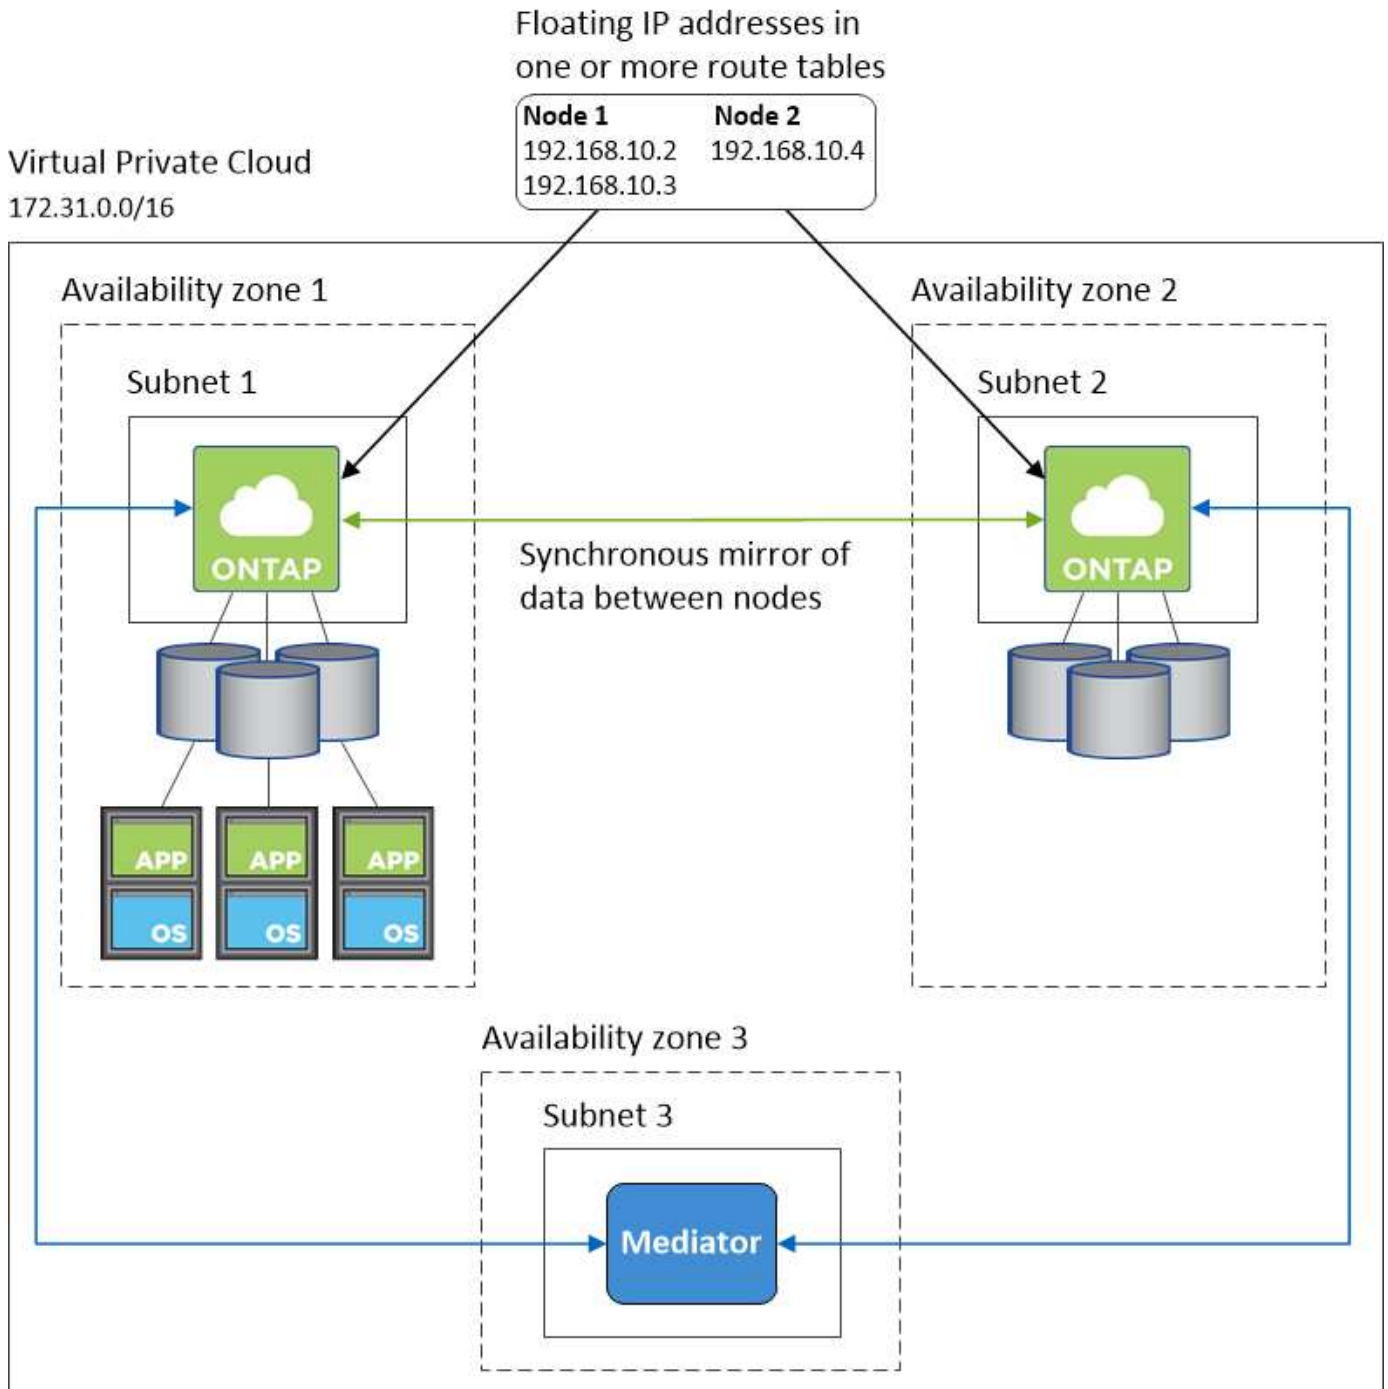 Floating IP addresses in
one or more route tables
Node 1 Node 2
192.168.10.2 192.168.10.4
192.168.10.3
Virtual Private Cloud
172.31.0.0/16
Availability zone 1
Availability zone 2
Subnet 1
Subnet 2
ONTAP
ONTAP
Synchronous mirror of
data between nodes
APP APP APP
OS OS OS
Availability zone 3
Subnet 3
Mediator